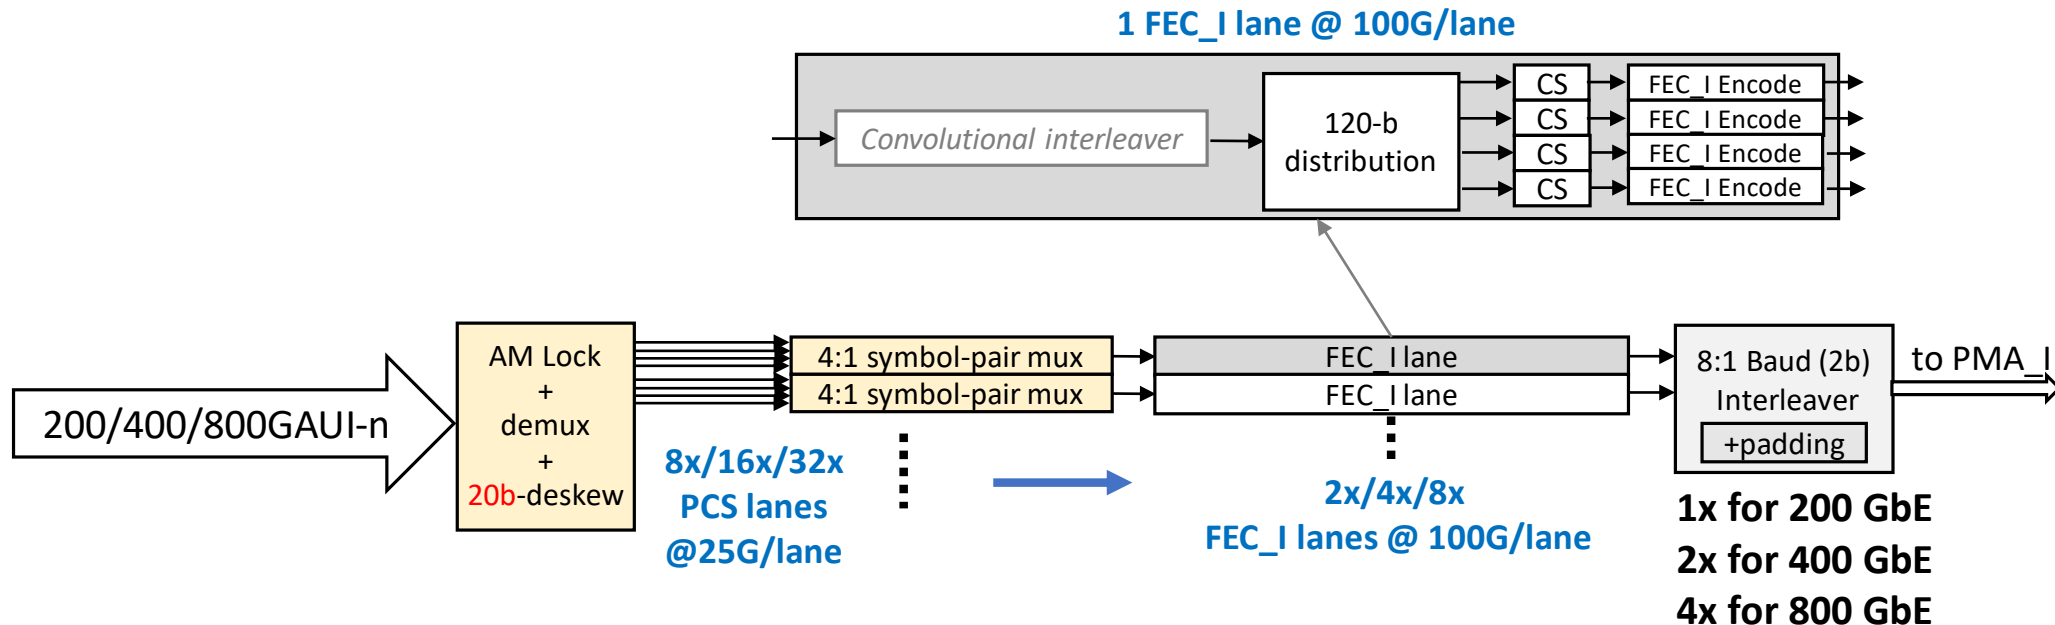 1 FEC_I lane @ 100G/lane
Convolutional interleaver
120-b
distribution
CS
FEC_I Encode
CS
FEC_I Encode
CS
FEC_I Encode
CS
FEC_I Encode
200/400/800GAUI-n
AM Lock
+
demux
+
20b-deskew
8x/16x/32x
PCS lanes
@25G/lane
4:1 symbol-pair mux
4:1 symbol-pair mux
FEC_I lane
FEC_I lane
2x/4x/8x
FEC_I lanes @ 100G/lane
8:1 Baud (2b)
Interleaver
+padding
to PMA_I
1x for 200 GbE
2x for 400 GbE
4x for 800 GbE